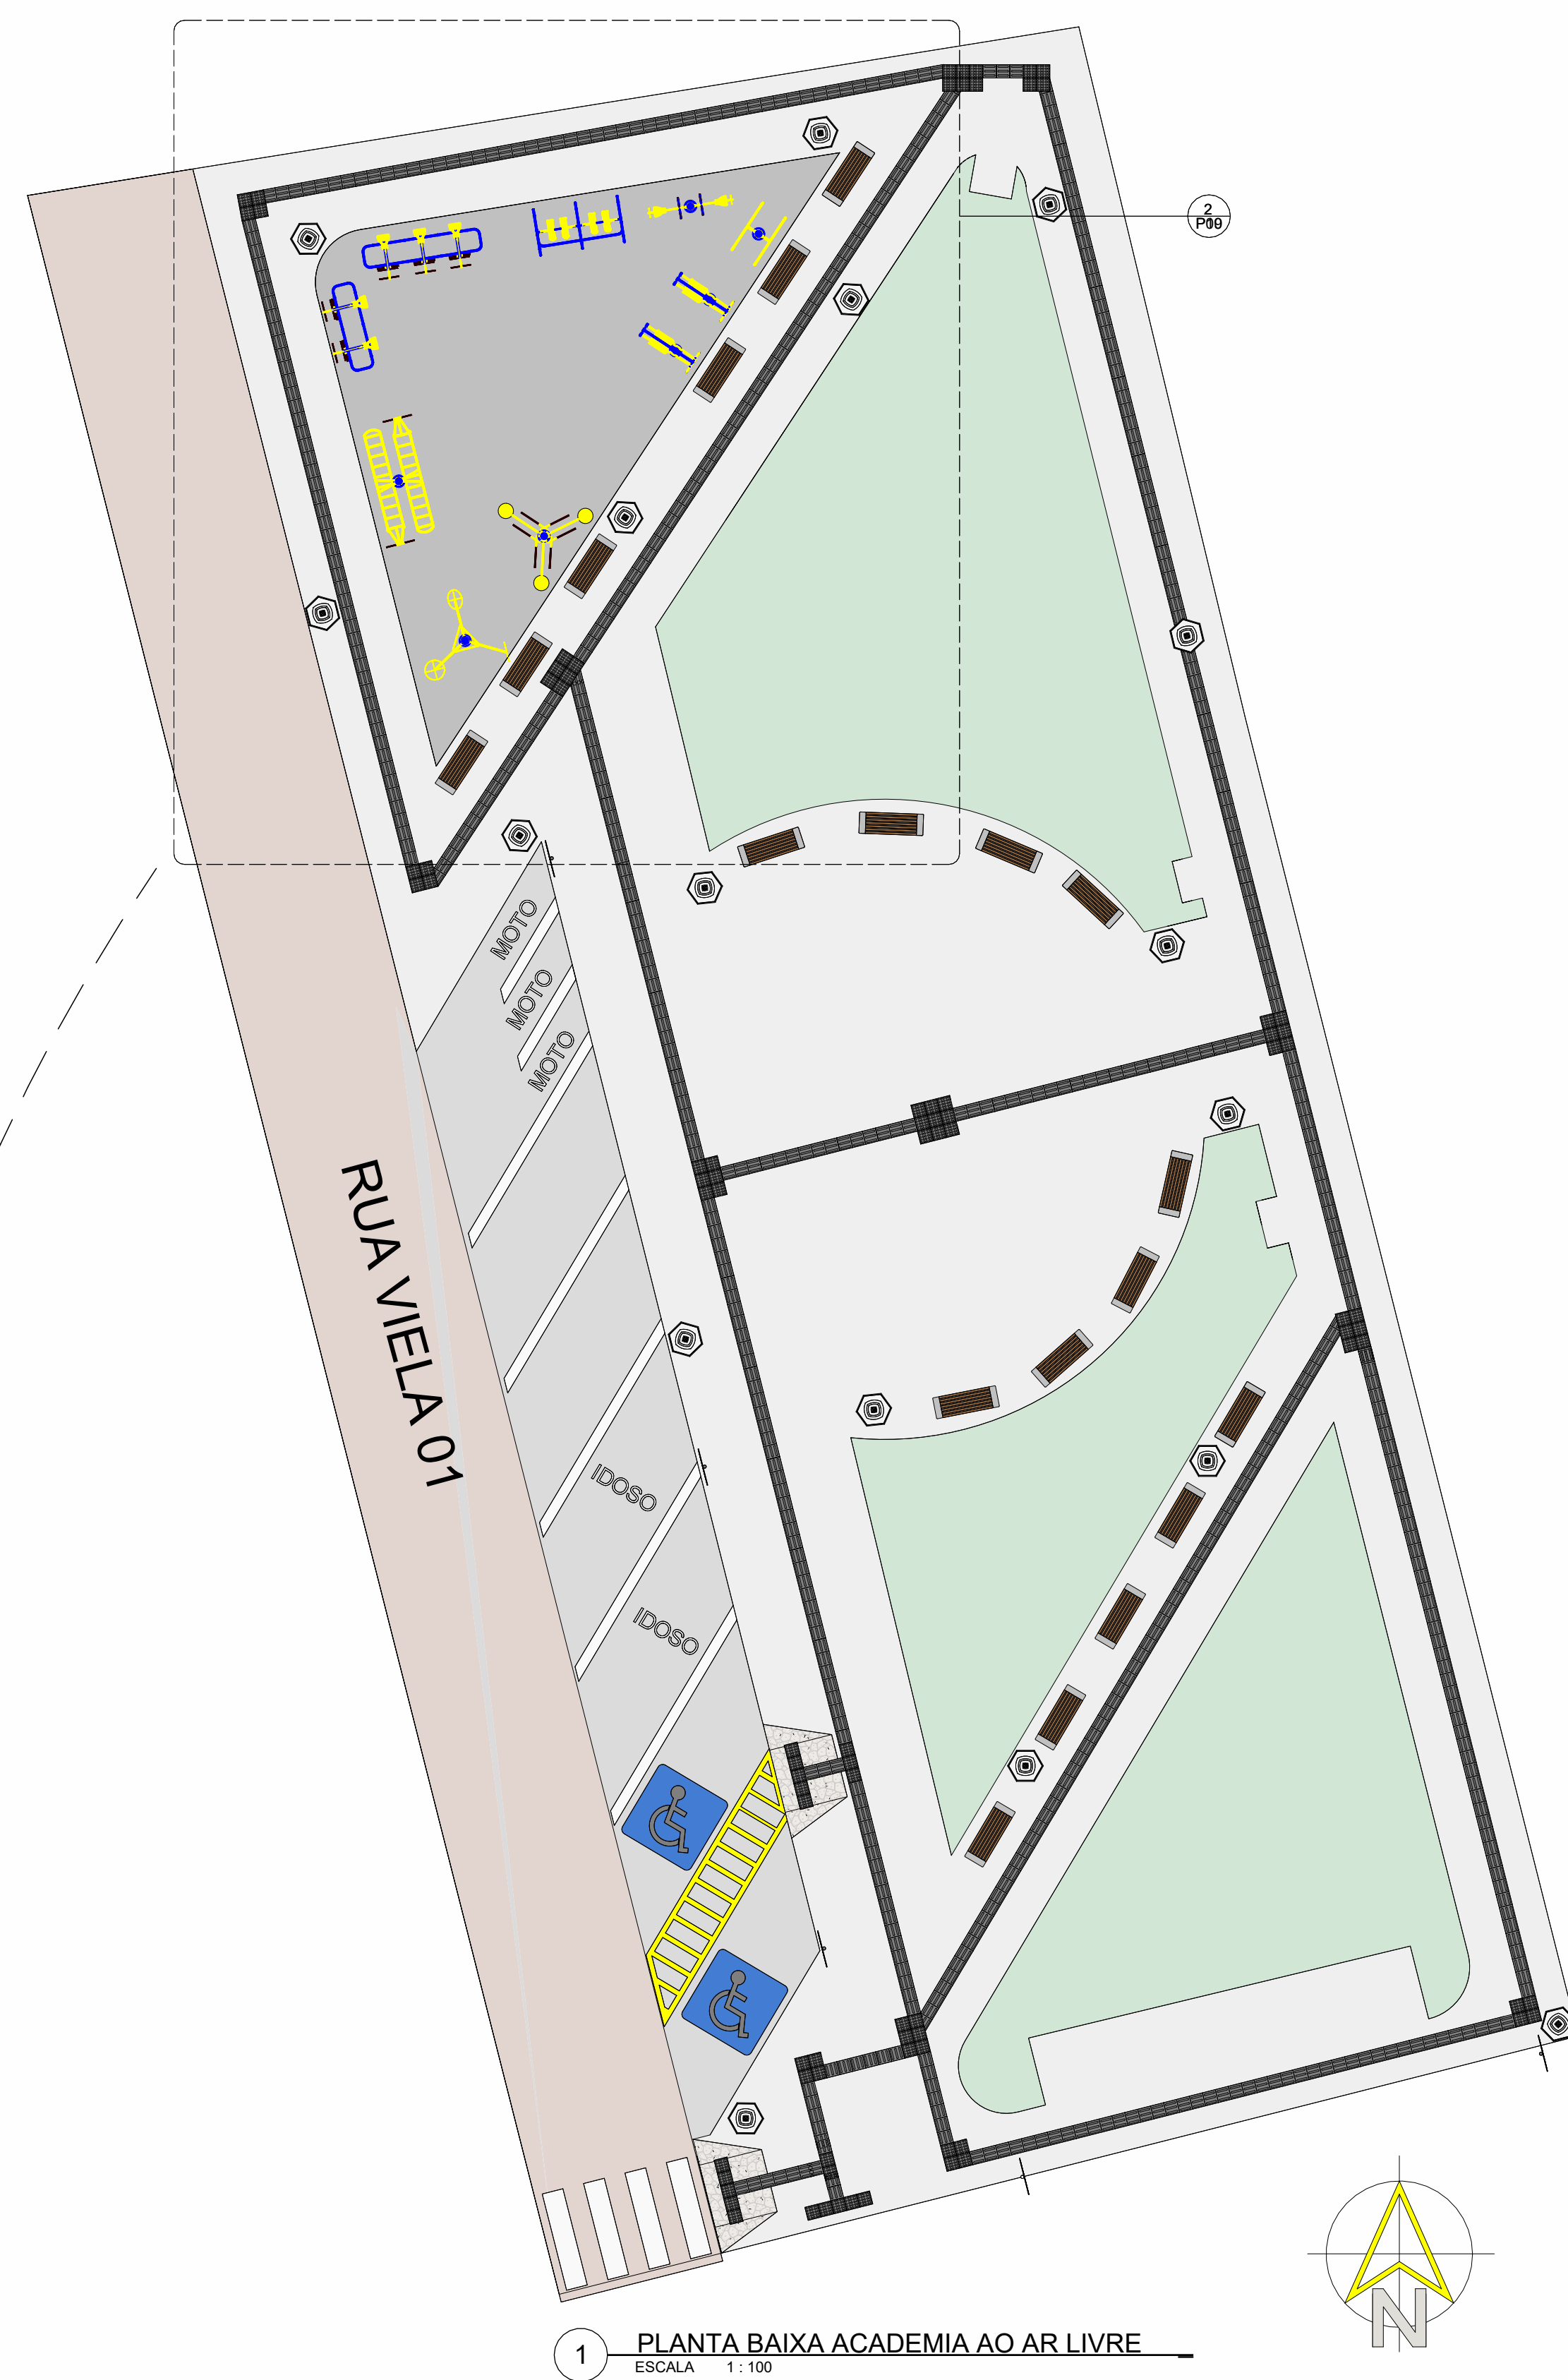 2
MOTO
MOTO
MOTO
RUA VIELA 01
IDOSO
IDOSO
N
1
PLANTA BAIXA ACADEMIA AO AR LIVRE
ESCALA 1 : 100